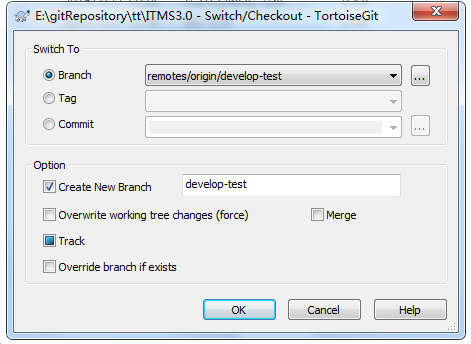 E:\gitRepository\tt\ITMS3.0 - Switch/Checkout - TortoiseGit
Switch To
Branch remotes/origin/develop-test ...
Tag
Commit ...
Option
Create New Branch develop-test
Overwrite working tree changes (force) Merge
Track
Override branch if exists
OK Cancel Help